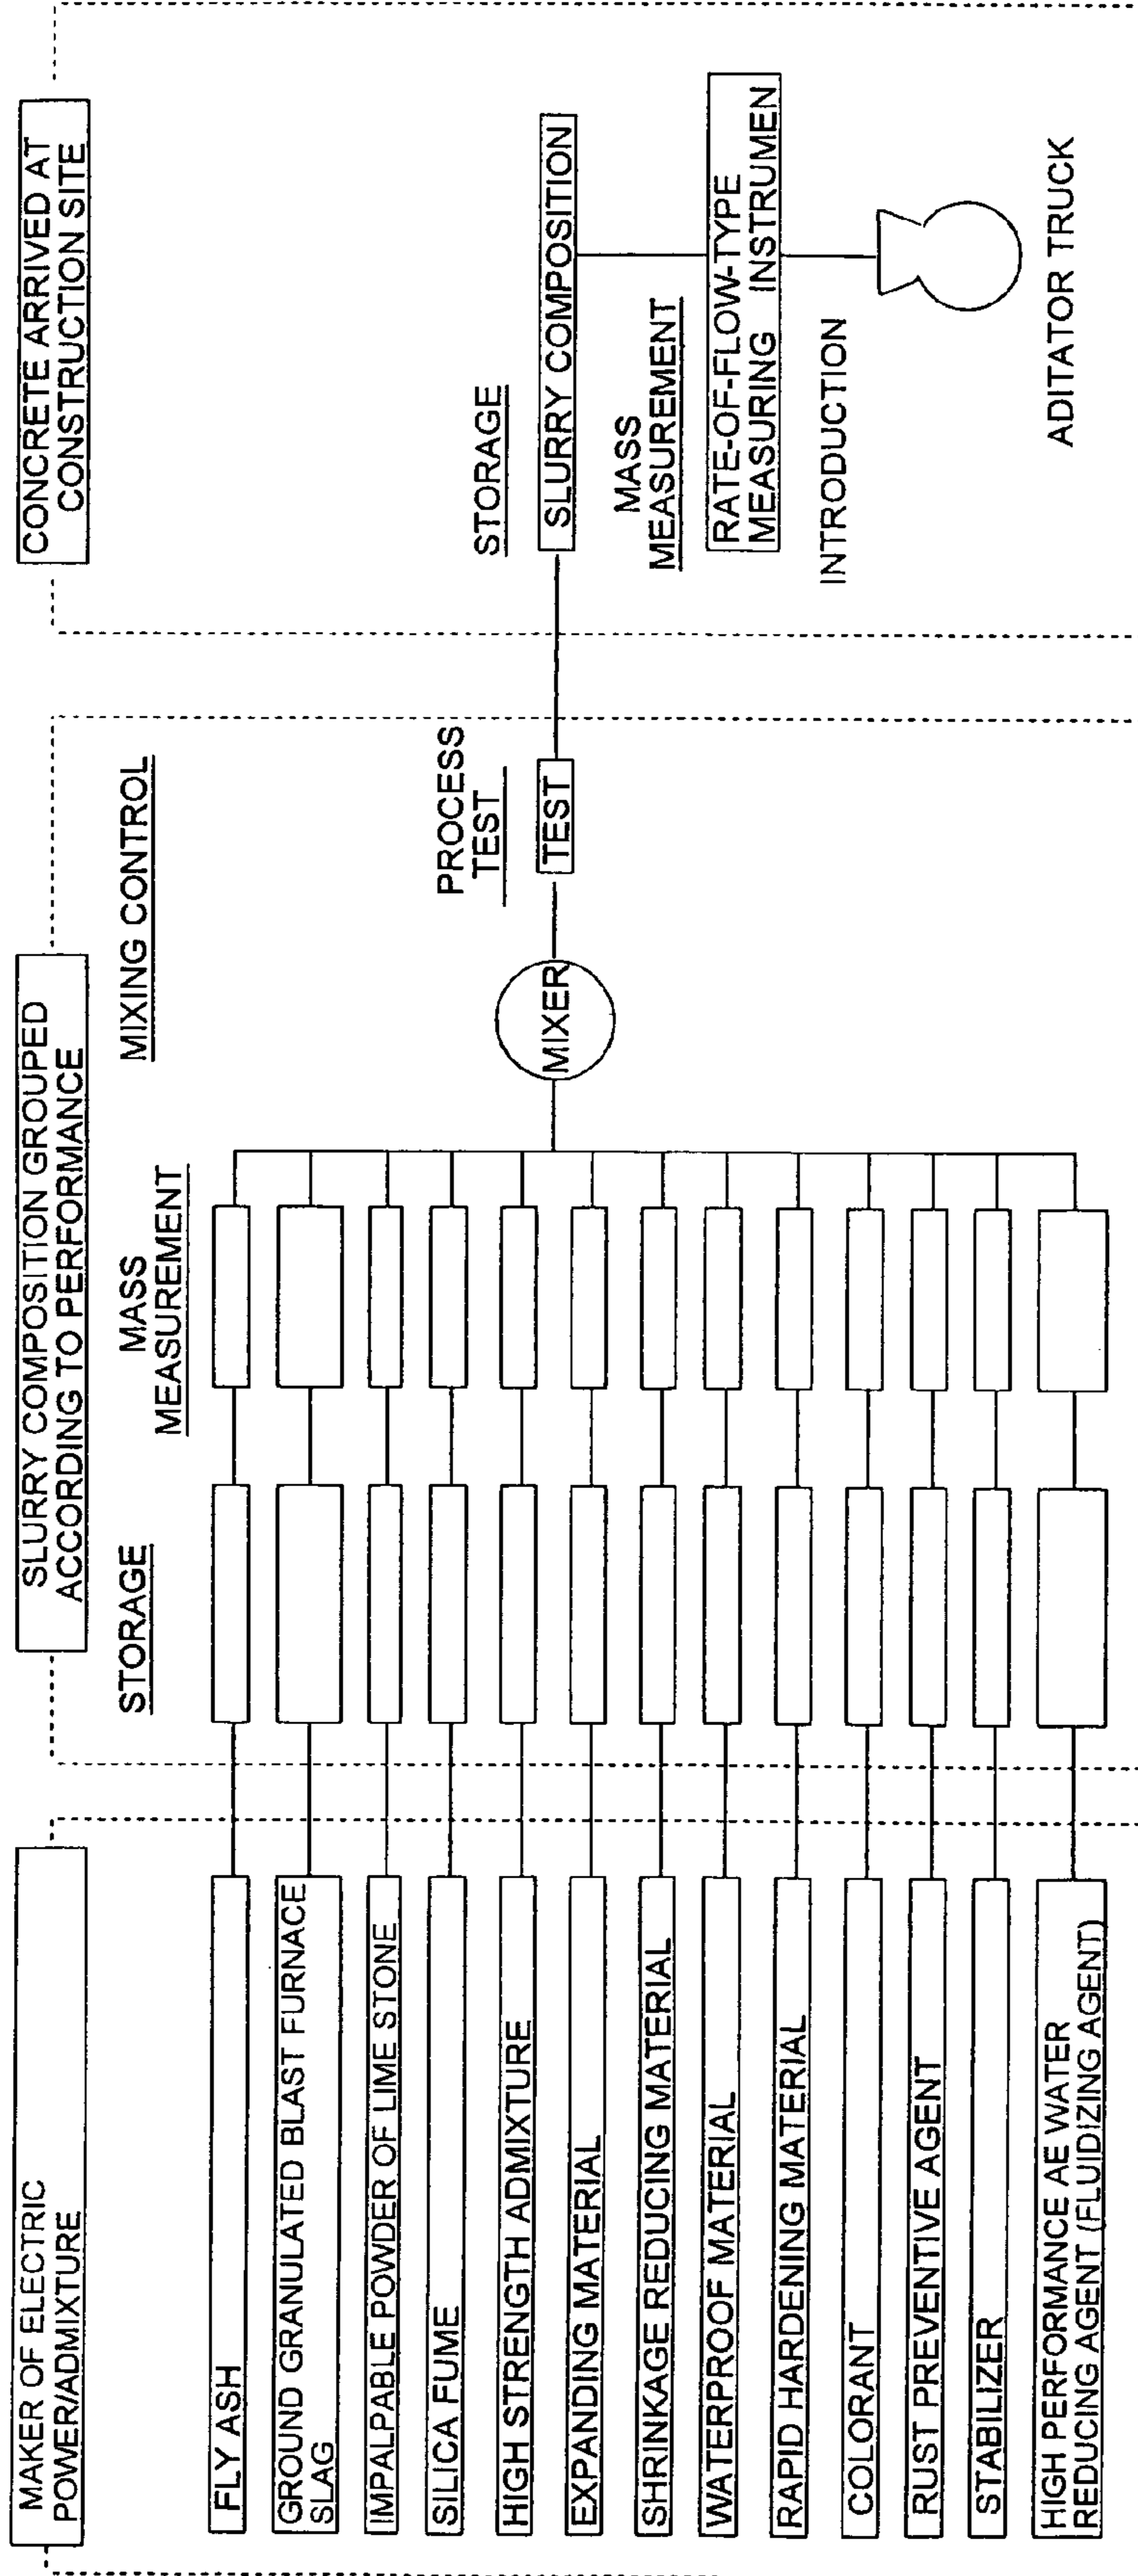 MAKER OF ELECTRIC
POWER/ADMIXTURE
FLY ASH
GROUND GRANULATED BLAST FURNACE
SLAG
IMPALPABLE POWDER OF LIME STONE
SILICA FUME
HIGH STRENGTH ADMIXTURE
EXPANDING MATERIAL
SHRINKAGE REDUCING MATERIAL
WATERPROOF MATERIAL
RAPID HARDENING MATERIAL
COLORANT
RUST PREVENTIVE AGENT
STABILIZER
HIGH PERFORMANCE AE WATER
REDUCING AGENT (FLUIDIZING AGENT)
SLURRY COMPOSITION GROUPED
ACCORDING TO PERFORMANCE
STORAGE
MASS
MEASUREMENT
MIXING CONTROL
MIXER
PROCESS
TEST
TEST
CONCRETE ARRIVED AT
CONSTRUCTION SITE
STORAGE
SLURRY COMPOSITION
MASS
MEASUREMENT
RATE-OF-FLOW-TYPE
MEASURING INSTRUMEN
INTRODUCTION
ADITATOR TRUCK